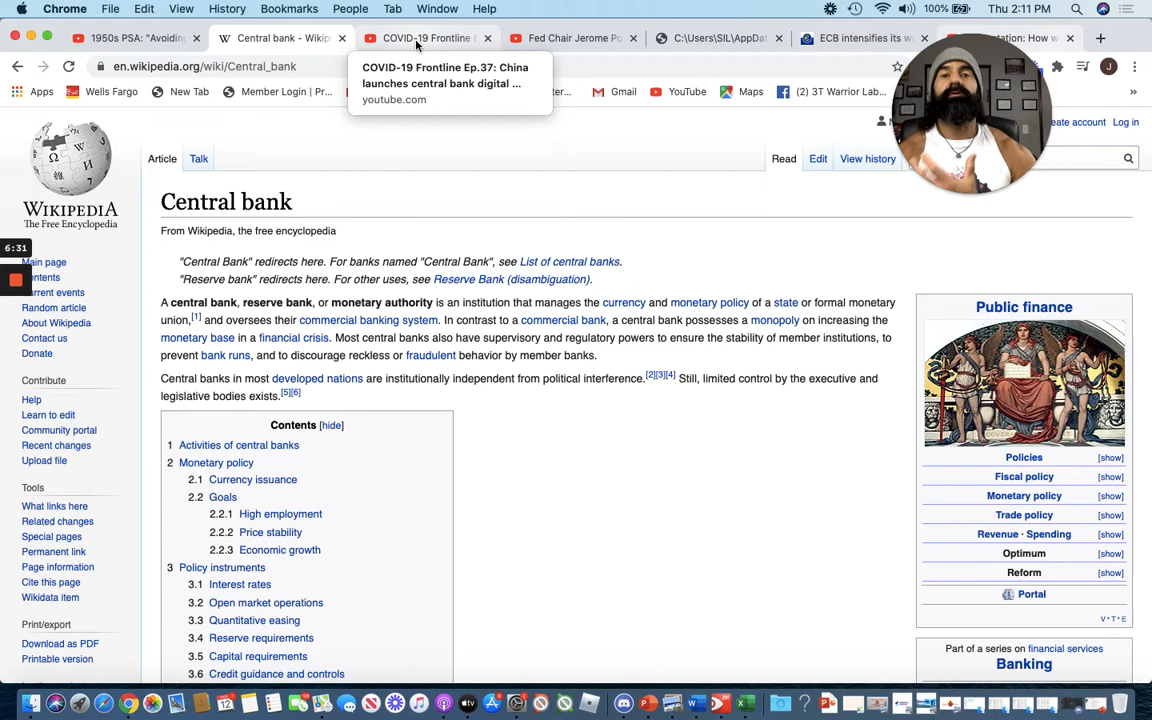 Chrome File Edit View History Bookmarks People Tab Window Help 100% Thu 2:11 PM
1950s PSA: "Avoiding Central bank - Wikip COVID-19 Frontline Fed Chair Jerome Po C:\Users\SIL\AppDat ECB intensifies its w
en.wikipedia.org/wiki/Central_bank
COVID-19 Frontline Ep.37: China
launches central bank digital ...
youtube.com
Apps Wells Fargo New Tab Member Login | Pr... Gmail YouTube Maps (2) 3T Warrior Lab...
Create account Log in
Article Talk Read Edit View history
WIKIPEDIA
The Free Encyclopedia
Central bank
From Wikipedia, the free encyclopedia
6:31
Main page
Contents
Current events
Random article
About Wikipedia
Contact us
Donate
Contribute
Help
Learn to edit
Community portal
Recent changes
Upload file
Tools
What links here
Related changes
Special pages
Permanent link
Page information
Cite this page
Wikidata item
Print/export
Download as PDF
Printable version
"Central Bank" redirects here. For banks named "Central Bank", see List of central banks.
"Reserve bank" redirects here. For other uses, see Reserve Bank (disambiguation).
A central bank, reserve bank, or monetary authority is an institution that manages the currency and monetary policy of a state or formal monetary
union,[1] and oversees their commercial banking system. In contrast to a commercial bank, a central bank possesses a monopoly on increasing the
monetary base in a financial crisis. Most central banks also have supervisory and regulatory powers to ensure the stability of member institutions, to
prevent bank runs, and to discourage reckless or fraudulent behavior by member banks.
Central banks in most developed nations are institutionally independent from political interference.[2][3][4] Still, limited control by the executive and
legislative bodies exists.[5][6]
Contents [hide]
1 Activities of central banks
2 Monetary policy
2.1 Currency issuance
2.2 Goals
2.2.1 High employment
2.2.2 Price stability
2.2.3 Economic growth
3 Policy instruments
3.1 Interest rates
3.2 Open market operations
3.3 Quantitative easing
3.4 Reserve requirements
3.5 Capital requirements
3.6 Credit guidance and controls
Public finance
Policies [show]
Fiscal policy [show]
Monetary policy [show]
Trade policy [show]
Revenue · Spending [show]
Optimum [show]
Reform [show]
Portal
V·T·E
Part of a series on financial services
Banking